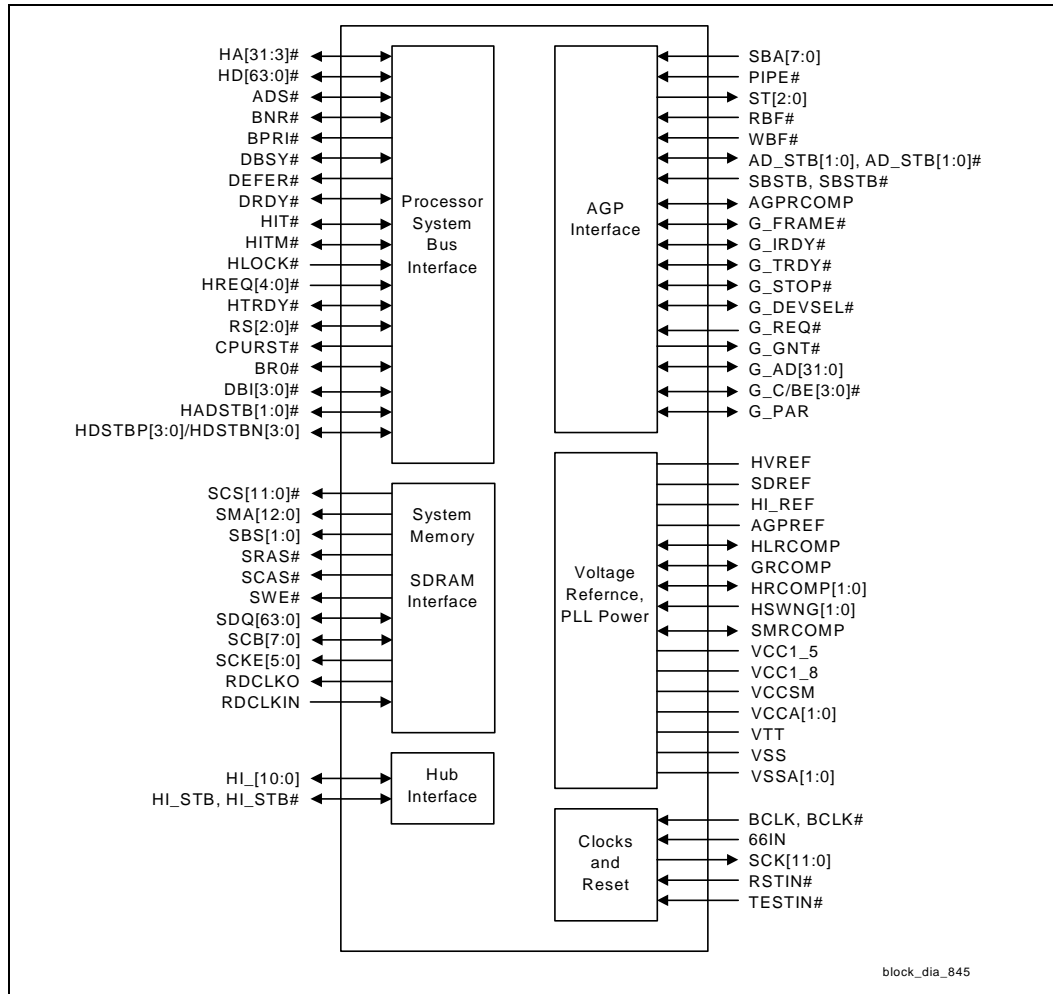 HA[31:3]#
HD[63:0]#
ADS#
BNR#
BPRI#
DBSY#
DEFER#
DRDY#
HIT#
HITM#
HLOCK#
HREQ[4:0]#
HTRDY#
RS[2:0]#
CPURST#
BR0#
DBI[3:0]#
HADSTB[1:0]#
HDSTBP[3:0]/HDSTBN[3:0]
Processor
System
Bus
Interface
SCS[11:0]#
SMA[12:0]
SBS[1:0]
SRAS#
SCAS#
SWE#
SDQ[63:0]
SCB[7:0]
SCKE[5:0]
RDCLKO
RDCLKIN
System
Memory
SDRAM
Interface
HI_[10:0]
HI_STB, HI_STB#
Hub
Interface
AGP
Interface
SBA[7:0]
PIPE#
ST[2:0]
RBF#
WBF#
AD_STB[1:0], AD_STB[1:0]#
SBSTB, SBSTB#
AGPRCOMP
G_FRAME#
G_IRDY#
G_TRDY#
G_STOP#
G_DEVSEL#
G_REQ#
G_GNT#
G_AD[31:0]
G_C/BE[3:0]#
G_PAR
Voltage
Refernce,
PLL Power
HVREF
SDREF
HI_REF
AGPREF
HLRCOMP
GRCOMP
HRCOMP[1:0]
HSWNG[1:0]
SMRCOMP
VCC1_5
VCC1_8
VCCSM
VCCA[1:0]
VTT
VSS
VSSA[1:0]
Clocks
and
Reset
BCLK, BCLK#
66IN
SCK[11:0]
RSTIN#
TESTIN#
block_dia_845